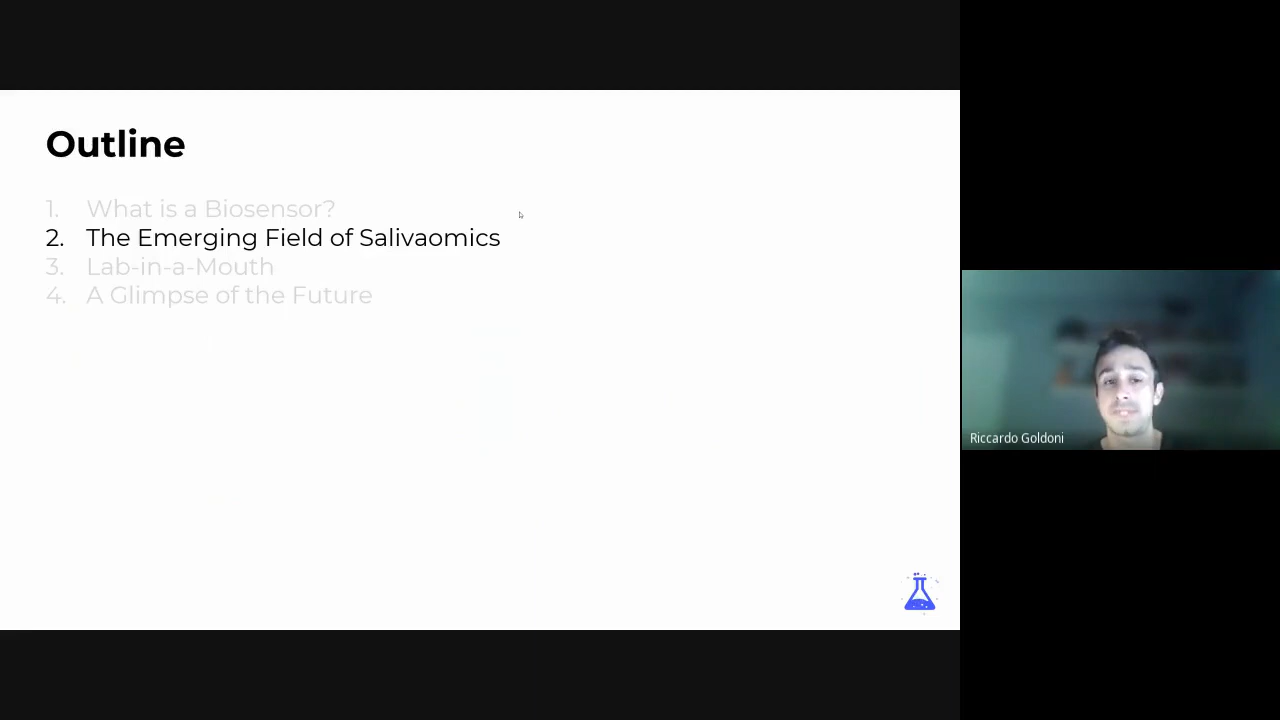 Outline
1. What is a Biosensor?
2. The Emerging Field of Salivaomics
3. Lab-in-a-Mouth
4. A Glimpse of the Future
Riccardo Goldoni